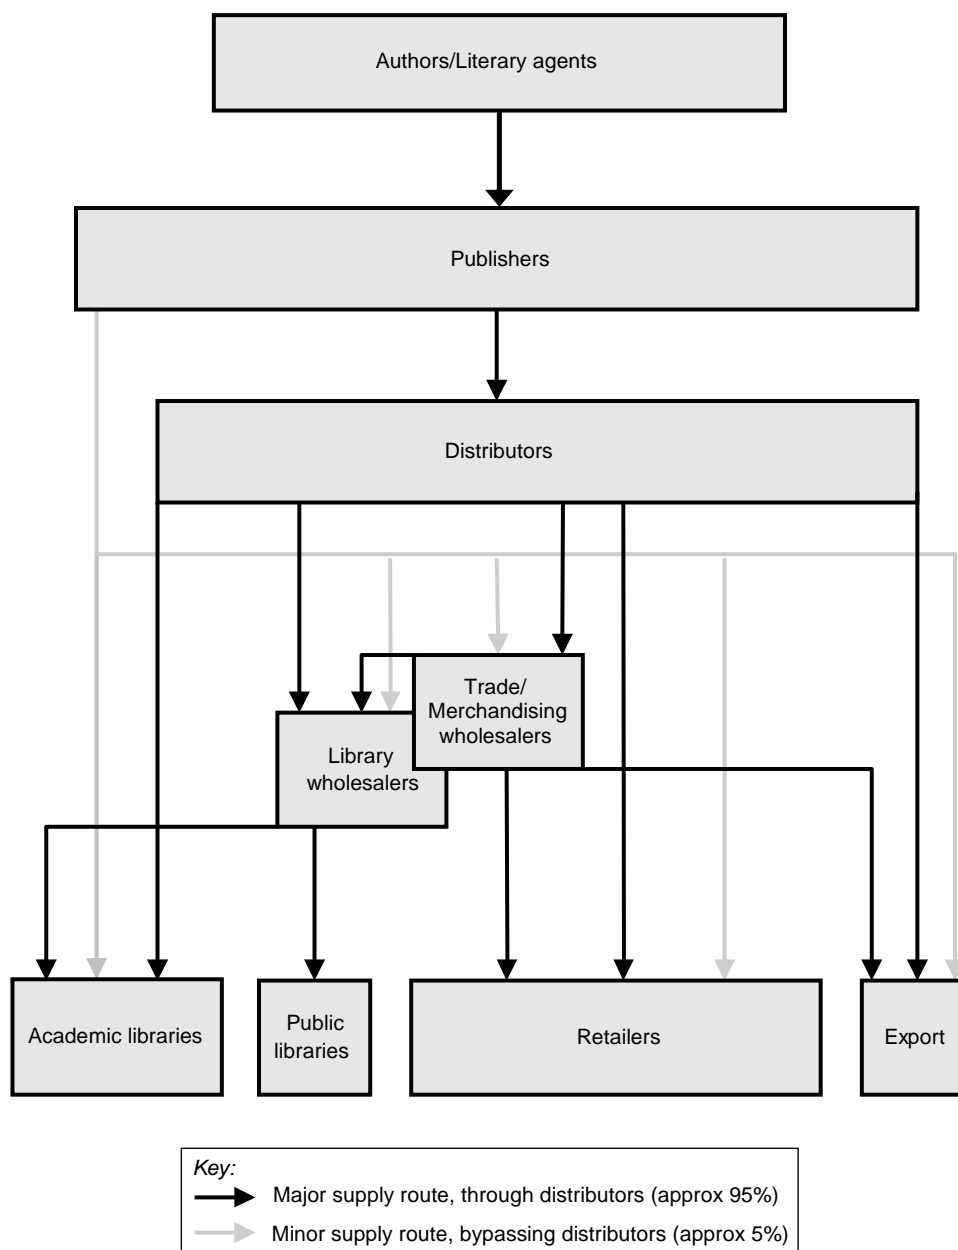 Authors/Literary agents
Publishers
Distributors
Trade/
Merchandising
wholesalers
Library
wholesalers
Academic libraries
Public
libraries
Retailers
Export
Key:
Major supply route, through distributors (approx 95%)
Minor supply route, bypassing distributors (approx 5%)